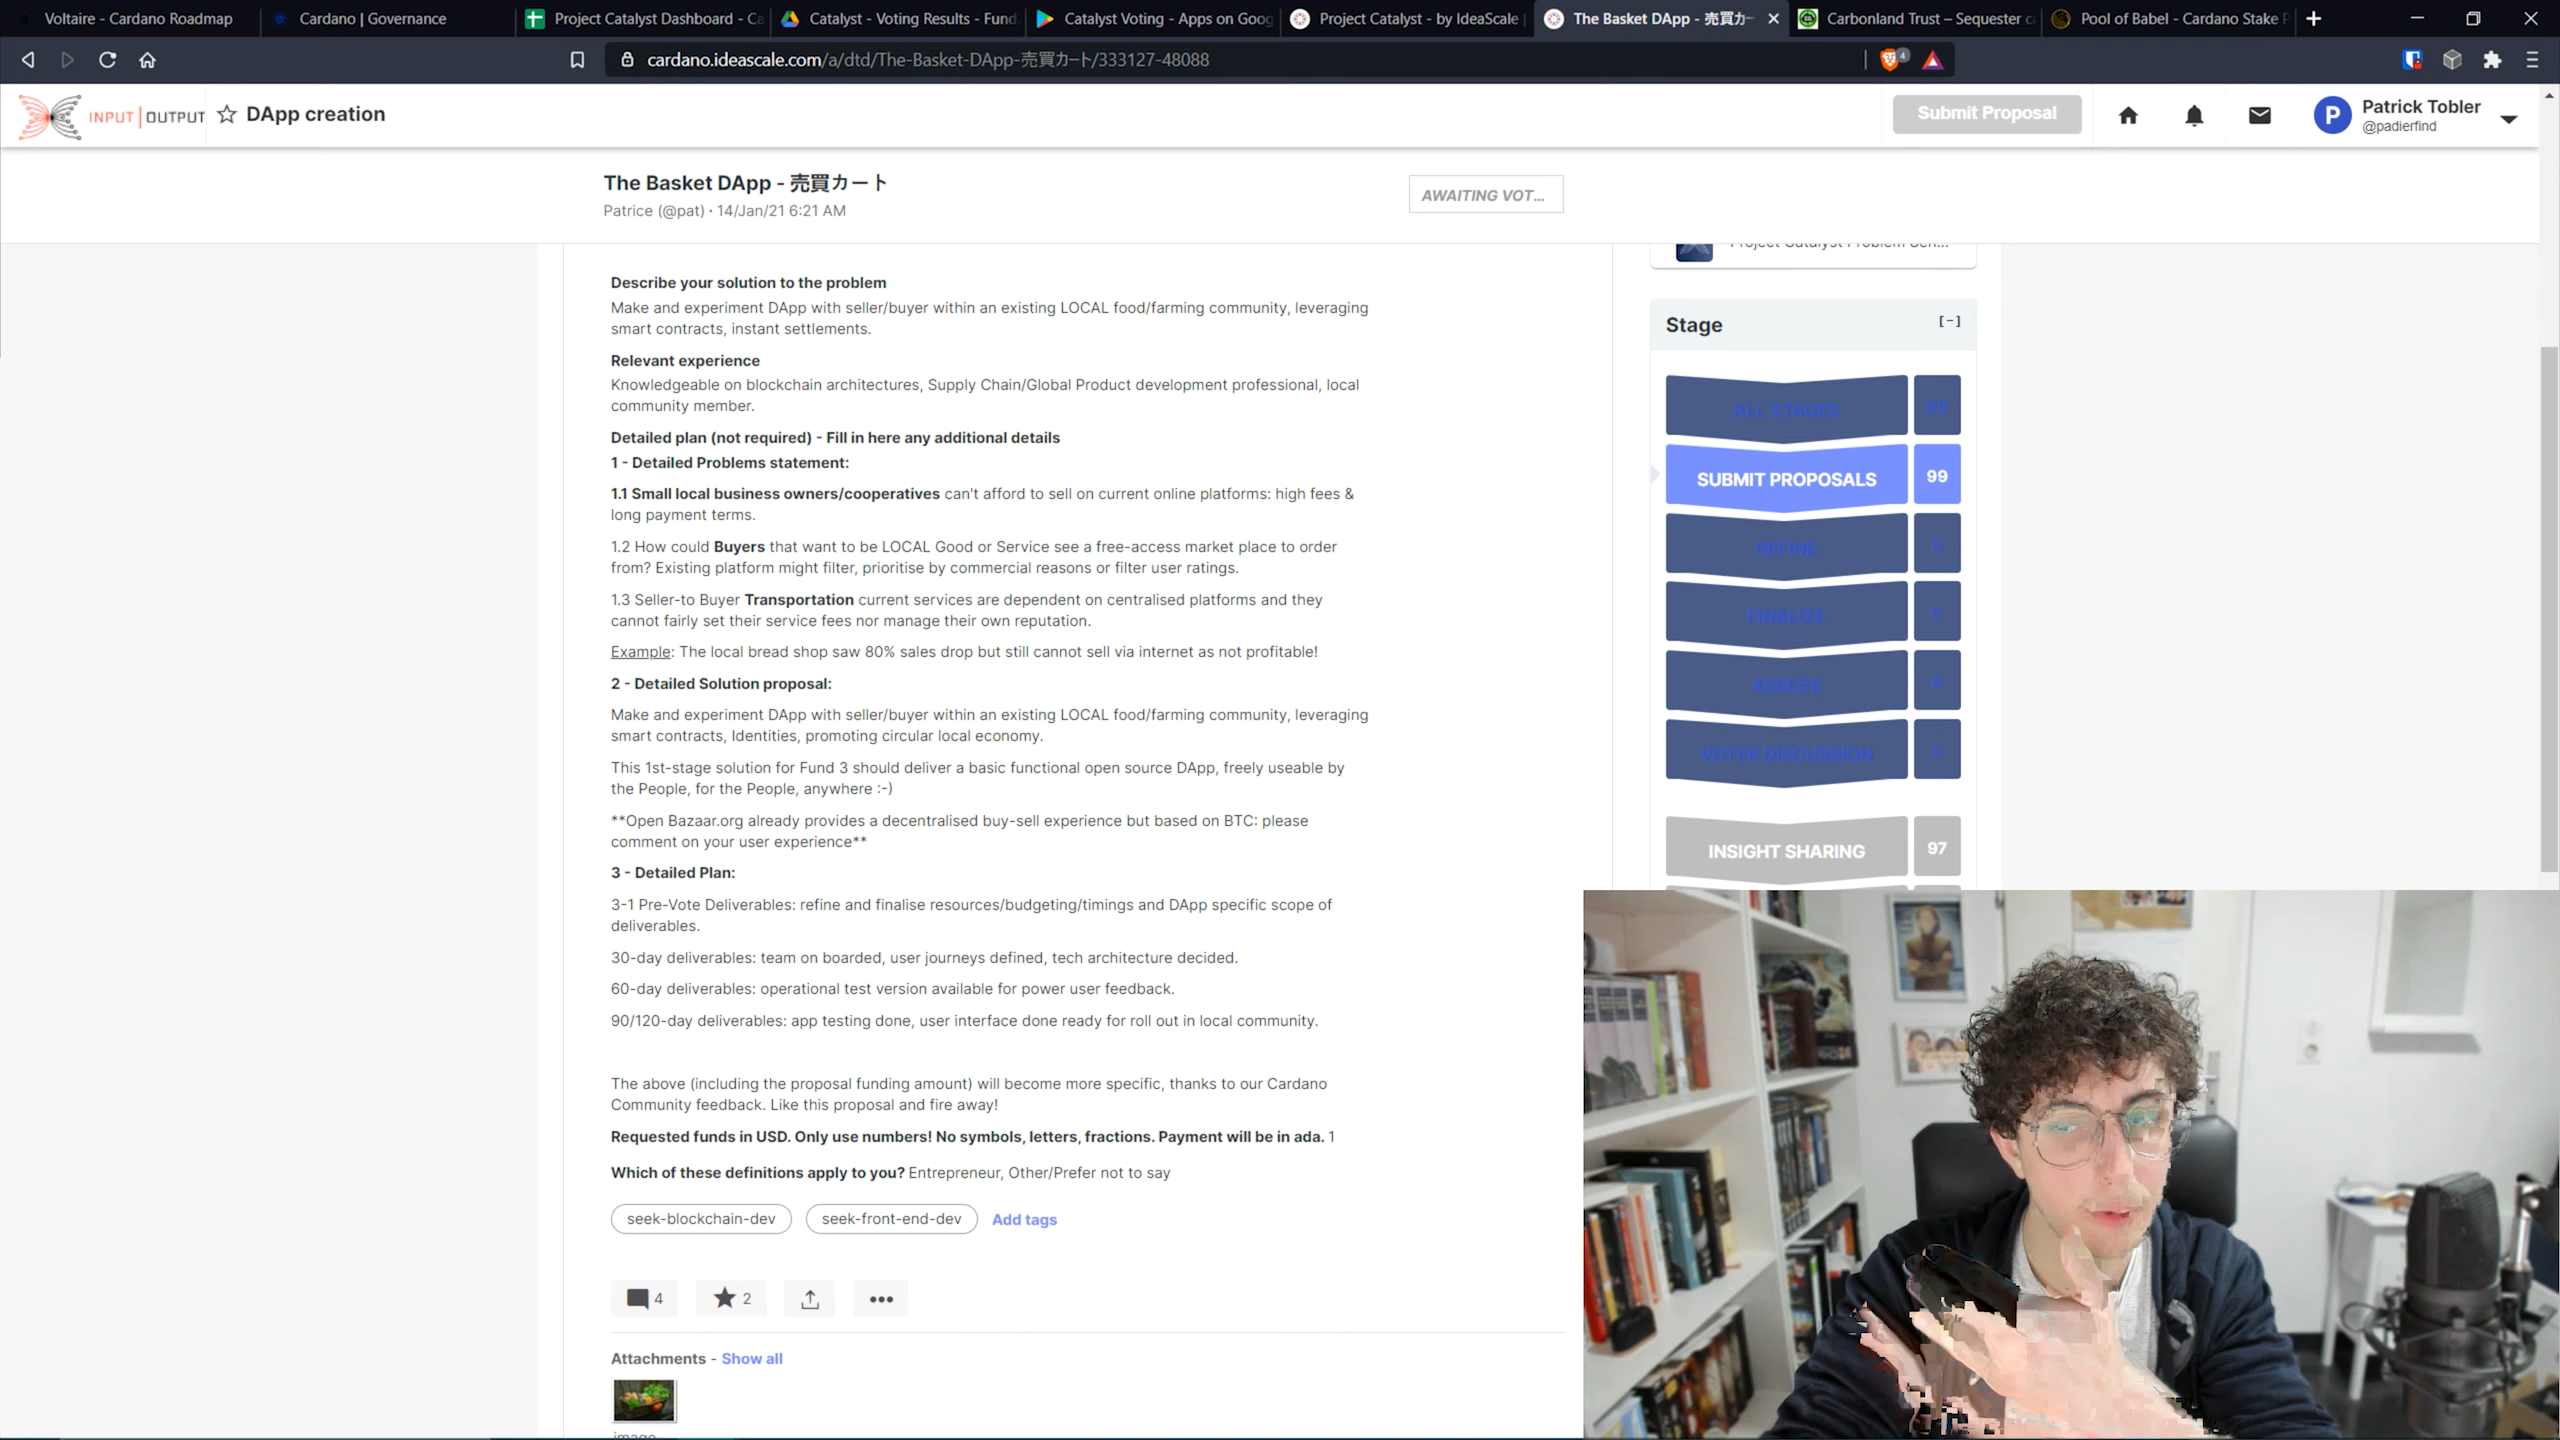 Voltaire - Cardano Roadmap
Cardano | Governance
Project Catalyst Dashboard - Ca
Catalyst - Voting Results - Fund
Catalyst Voting - Apps on Goog
Project Catalyst - by IdeaScale
The Basket DApp - 売買カー
Carbonland Trust – Sequester c
Pool of Babel - Cardano Stake P
cardano.ideascale.com/a/dtd/The-Basket-DApp-売買カート/333127-48088
4
INPUT | OUTPUT
DApp creation
Submit Proposal
P
Patrick Tobler
@padierfind
The Basket DApp - 売買カート
Patrice (@pat) • 14/Jan/21 6:21 AM
AWAITING VOT...
Describe your solution to the problem
Make and experiment DApp with seller/buyer within an existing LOCAL food/farming community, leveraging
smart contracts, instant settlements.
Relevant experience
Knowledgeable on blockchain architectures, Supply Chain/Global Product development professional, local
community member.
Detailed plan (not required) - Fill in here any additional details
1 - Detailed Problems statement:
1.1 Small local business owners/cooperatives can't afford to sell on current online platforms: high fees &
long payment terms.
1.2 How could Buyers that want to be LOCAL Good or Service see a free-access market place to order
from? Existing platform might filter, prioritise by commercial reasons or filter user ratings.
1.3 Seller-to Buyer Transportation current services are dependent on centralised platforms and they
cannot fairly set their service fees nor manage their own reputation.
Example: The local bread shop saw 80% sales drop but still cannot sell via internet as not profitable!
2 - Detailed Solution proposal:
Make and experiment DApp with seller/buyer within an existing LOCAL food/farming community, leveraging
smart contracts, Identities, promoting circular local economy.
This 1st-stage solution for Fund 3 should deliver a basic functional open source DApp, freely useable by
the People, for the People, anywhere :-)
**Open Bazaar.org already provides a decentralised buy-sell experience but based on BTC: please
comment on your user experience**
3 - Detailed Plan:
3-1 Pre-Vote Deliverables: refine and finalise resources/budgeting/timings and DApp specific scope of
deliverables.
30-day deliverables: team on boarded, user journeys defined, tech architecture decided.
60-day deliverables: operational test version available for power user feedback.
90/120-day deliverables: app testing done, user interface done ready for roll out in local community.
The above (including the proposal funding amount) will become more specific, thanks to our Cardano
Community feedback. Like this proposal and fire away!
Requested funds in USD. Only use numbers! No symbols, letters, fractions. Payment will be in ada. 1
Which of these definitions apply to you? Entrepreneur, Other/Prefer not to say
seek-blockchain-dev
seek-front-end-dev
Add tags
4
2
Attachments - Show all
Stage
[-]
ALL STAGES
SUBMIT PROPOSALS
99
REFINE
0
FINALIZE
0
ASSESS
0
VOTER DISCUSSION
0
INSIGHT SHARING
97